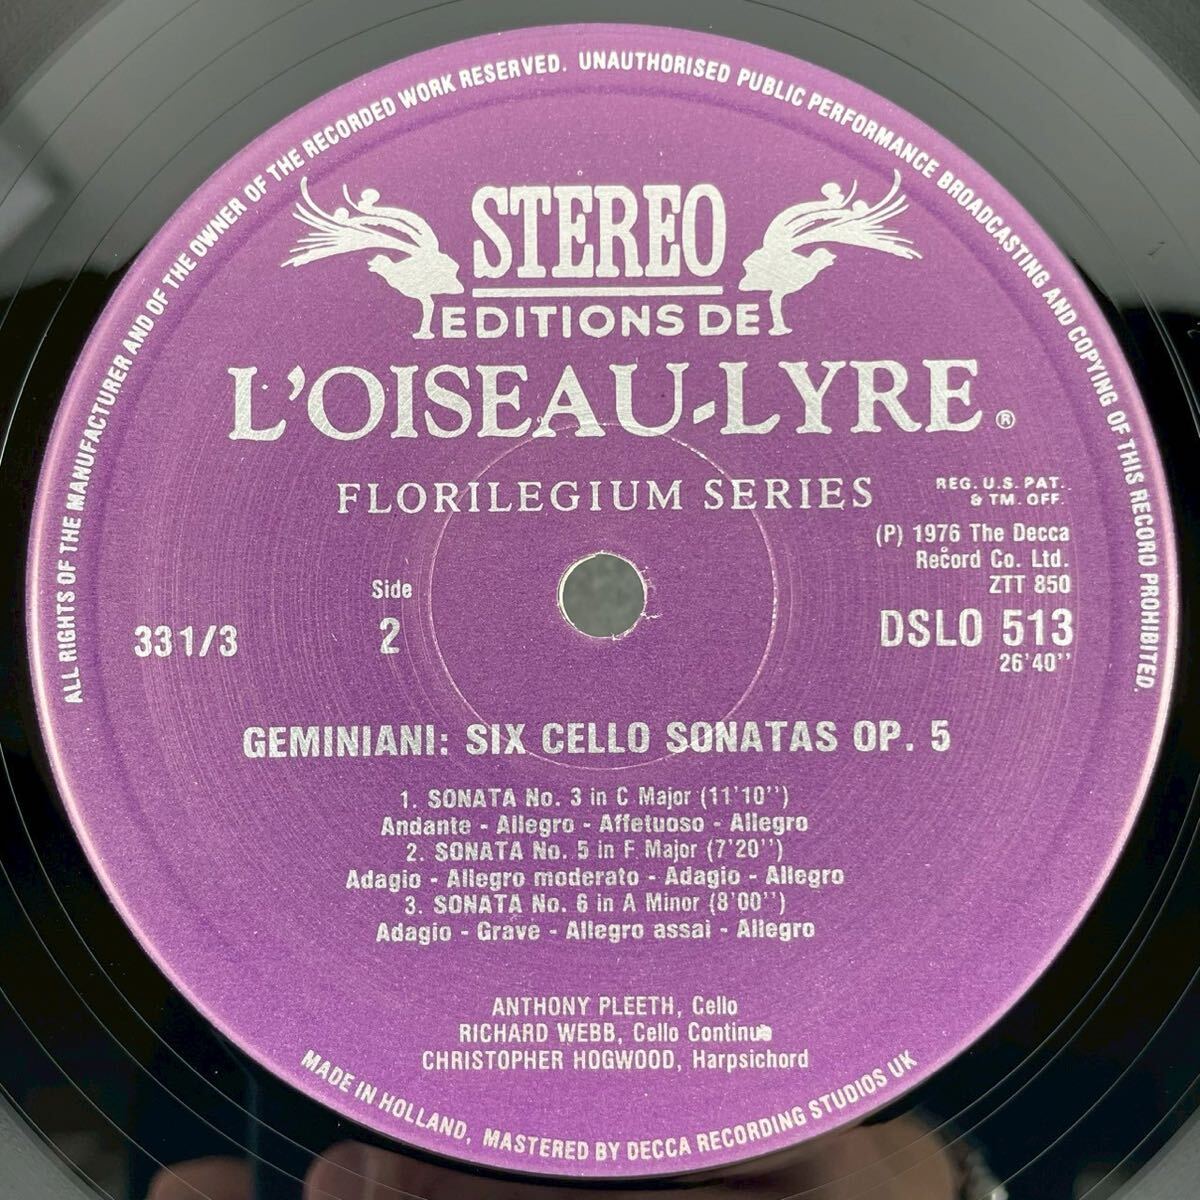 ALL RIGHTS OF THE MANUFACTURER AND OF THE OWNER OF THE RECORDED WORK RESERVED. UNAUTHORISED PUBLIC PERFORMANCE BROADCASTING AND COPYING OF THIS RECORD PROHIBITED.
STEREO
EDITIONS DE
L'OISEAU-LYRE ®
FLORILEGIUM SERIES
REG. U.S. PAT.
& TM. OFF.
(P) 1976 The Decca
Record Co. Ltd.
ZTT 850
Side
2
33 1/3
DSLO 513
26'40''
GEMINIANI: SIX CELLO SONATAS OP. 5
1. SONATA No. 3 in C Major (11'10'')
Andante - Allegro - Affetuoso - Allegro
2. SONATA No. 5 in F Major (7'20'')
Adagio - Allegro moderato - Adagio - Allegro
3. SONATA No. 6 in A Minor (8'00'')
Adagio - Grave - Allegro assai - Allegro
ANTHONY PLEETH, Cello
RICHARD WEBB, Cello Continuo
CHRISTOPHER HOGWOOD, Harpsichord
MADE IN HOLLAND, MASTERED BY DECCA RECORDING STUDIOS UK